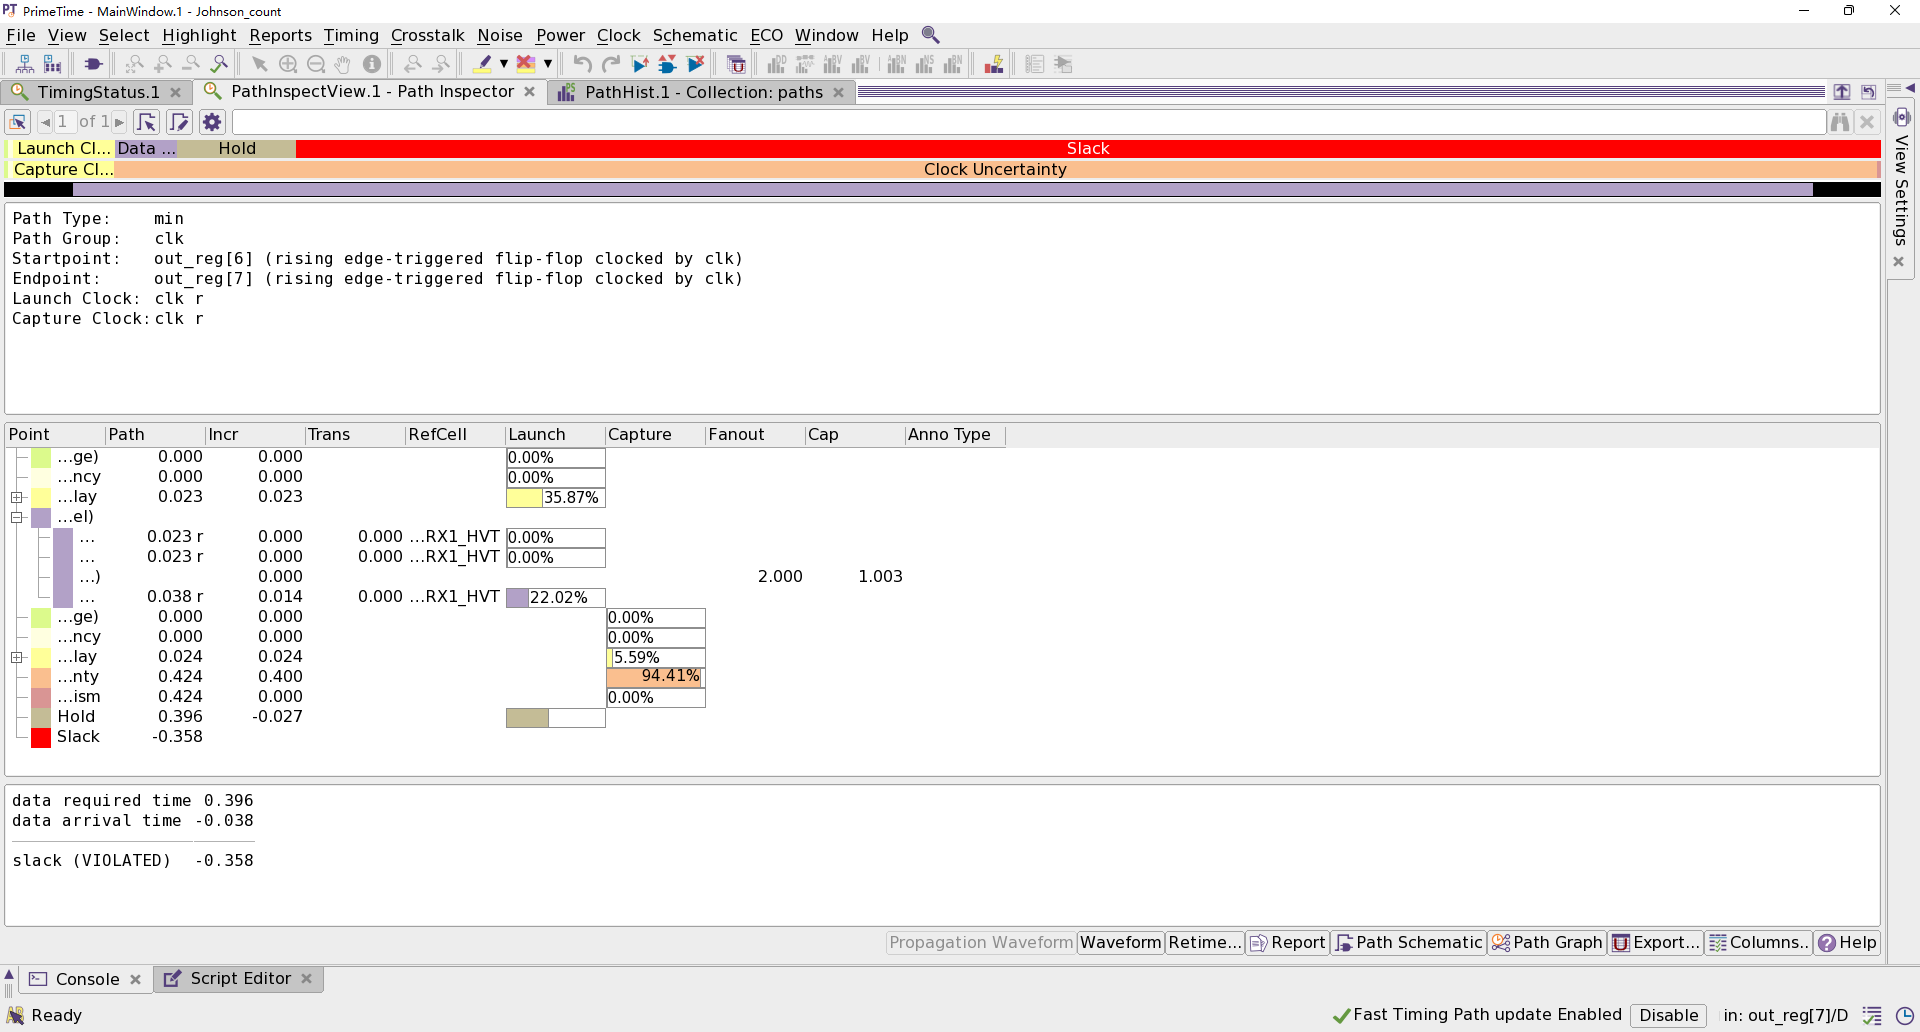 PrimeTime - MainWindow.1 - Johnson_count
File View Select Highlight Reports Timing Crosstalk Noise Power Clock Schematic ECO Window Help
TimingStatus.1
PathInspectView.1 - Path Inspector
PathHist.1 - Collection: paths
1 of 1
Launch Cl... Data ... Hold Slack
Capture Cl... Clock Uncertainty
View Settings
Path Type: min
Path Group: clk
Startpoint: out_reg[6] (rising edge-triggered flip-flop clocked by clk)
Endpoint: out_reg[7] (rising edge-triggered flip-flop clocked by clk)
Launch Clock: clk r
Capture Clock: clk r
Point Path Incr Trans RefCell Launch Capture Fanout Cap Anno Type
...ge) 0.000 0.000 0.00%
...ncy 0.000 0.000 0.00%
...lay 0.023 0.023 35.87%
...el)
... 0.023 r 0.000 0.000 ...RX1_HVT 0.00%
... 0.023 r 0.000 0.000 ...RX1_HVT 0.00%
...) 0.000 2.000 1.003
... 0.038 r 0.014 0.000 ...RX1_HVT 22.02%
...ge) 0.000 0.000 0.00%
...ncy 0.000 0.000 0.00%
...lay 0.024 0.024 5.59%
...nty 0.424 0.400 94.41%
...ism 0.424 0.000 0.00%
Hold 0.396 -0.027
Slack -0.358
data required time 0.396
data arrival time -0.038
slack (VIOLATED) -0.358
Propagation Waveform Waveform Retime... Report Path Schematic Path Graph Export... Columns.. Help
Console
Script Editor
Ready
Fast Timing Path update Enabled Disable in: out_reg[7]/D